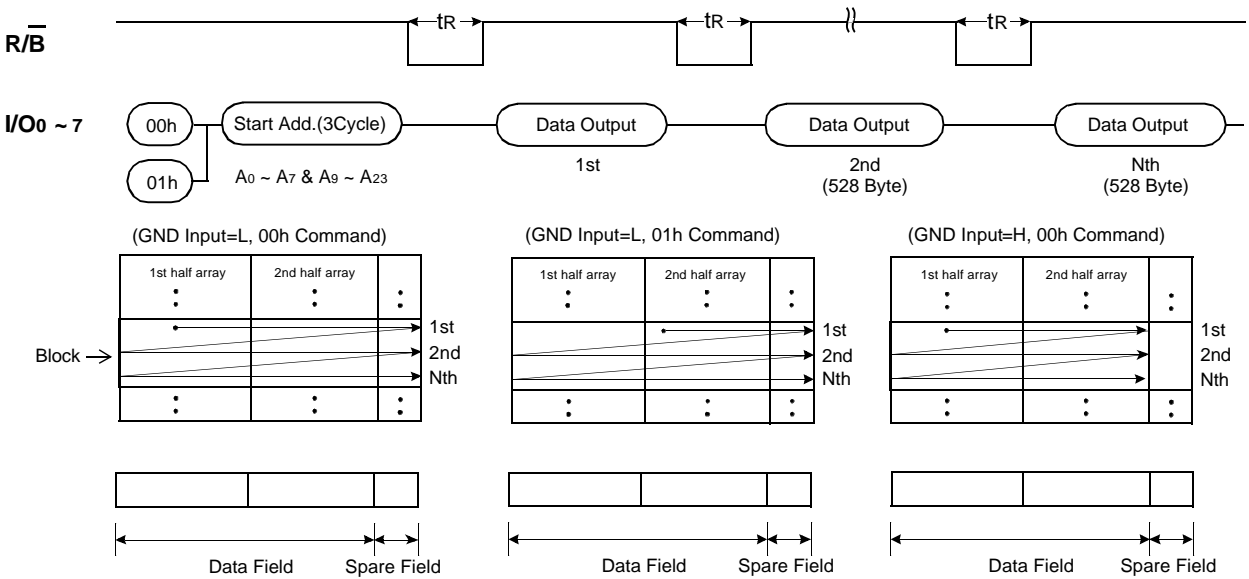 R/B tR tR tR
I/O0 ~ 7 00h Start Add.(3Cycle) Data Output Data Output Data Output
01h A0 ~ A7 & A9 ~ A23 1st 2nd Nth
(528 Byte) (528 Byte)
(GND Input=L, 00h Command) (GND Input=L, 01h Command) (GND Input=H, 00h Command)
1st half array 2nd half array 1st half array 2nd half array 1st half array 2nd half array
1st 1st 1st
Block 2nd 2nd 2nd
Nth Nth Nth
Data Field Spare Field Data Field Spare Field Data Field Spare Field